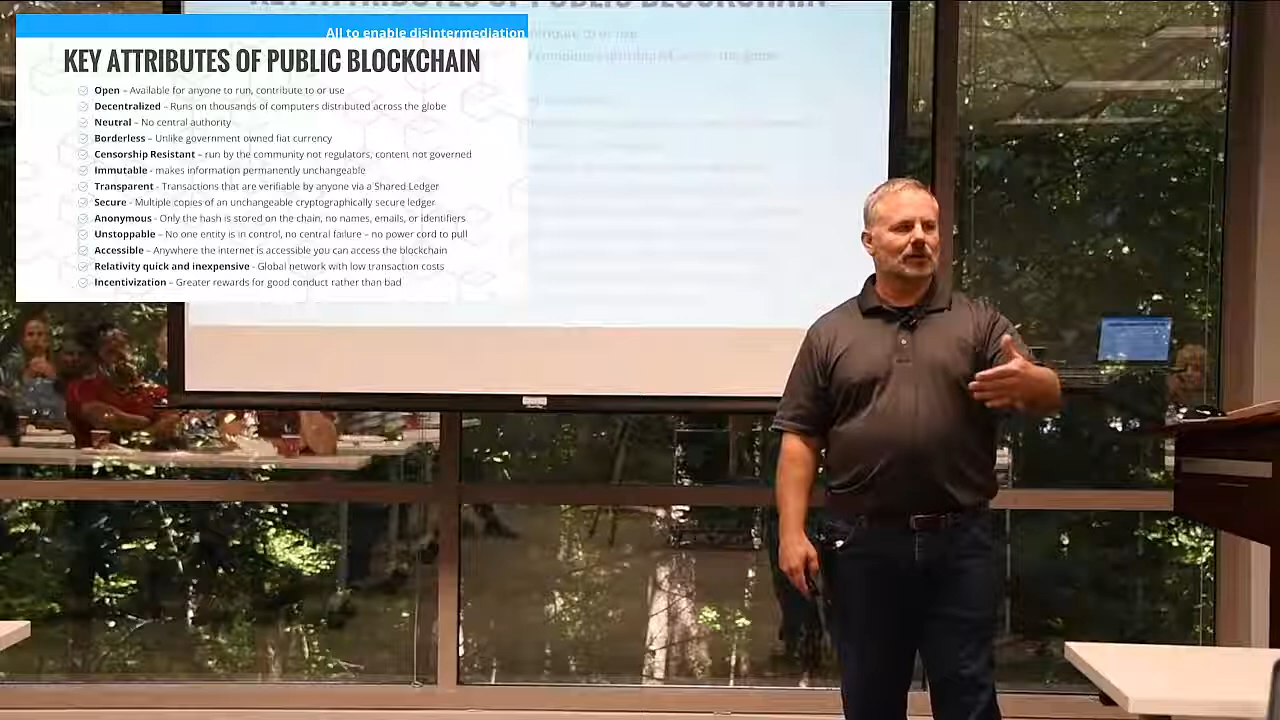 All to enable disintermediation
KEY ATTRIBUTES OF PUBLIC BLOCKCHAIN
Open – Available for anyone to run, contribute to or use
Decentralized – Runs on thousands of computers distributed across the globe
Neutral – No central authority
Borderless – Unlike government owned fiat currency
Censorship Resistant – run by the community not regulators, content not governed
Immutable - makes information permanently unchangeable
Transparent - Transactions that are verifiable by anyone via a Shared Ledger
Secure - Multiple copies of an unchangeable cryptographically secure ledger
Anonymous - Only the hash is stored on the chain, no names, emails, or identifiers
Unstoppable – No one entity is in control, no central failure – no power cord to pull
Accessible – Anywhere the internet is accessible you can access the blockchain
Relativity quick and inexpensive - Global network with low transaction costs
Incentivization – Greater rewards for good conduct rather than bad
KEY ATTRIBUTES OF PUBLIC BLOCKCHAIN